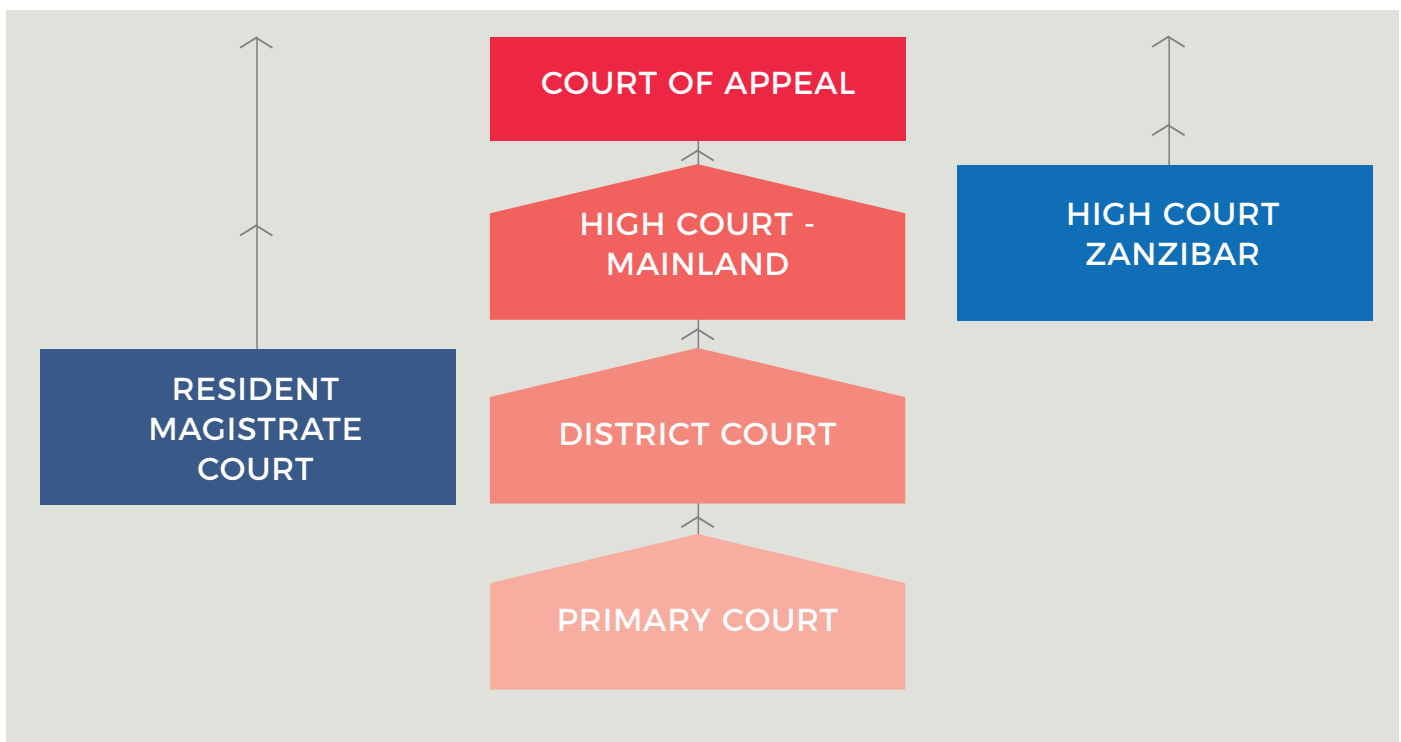 COURT OF APPEAL
HIGH COURT -
MAINLAND
HIGH COURT
ZANZIBAR
RESIDENT
MAGISTRATE
COURT
DISTRICT COURT
PRIMARY COURT